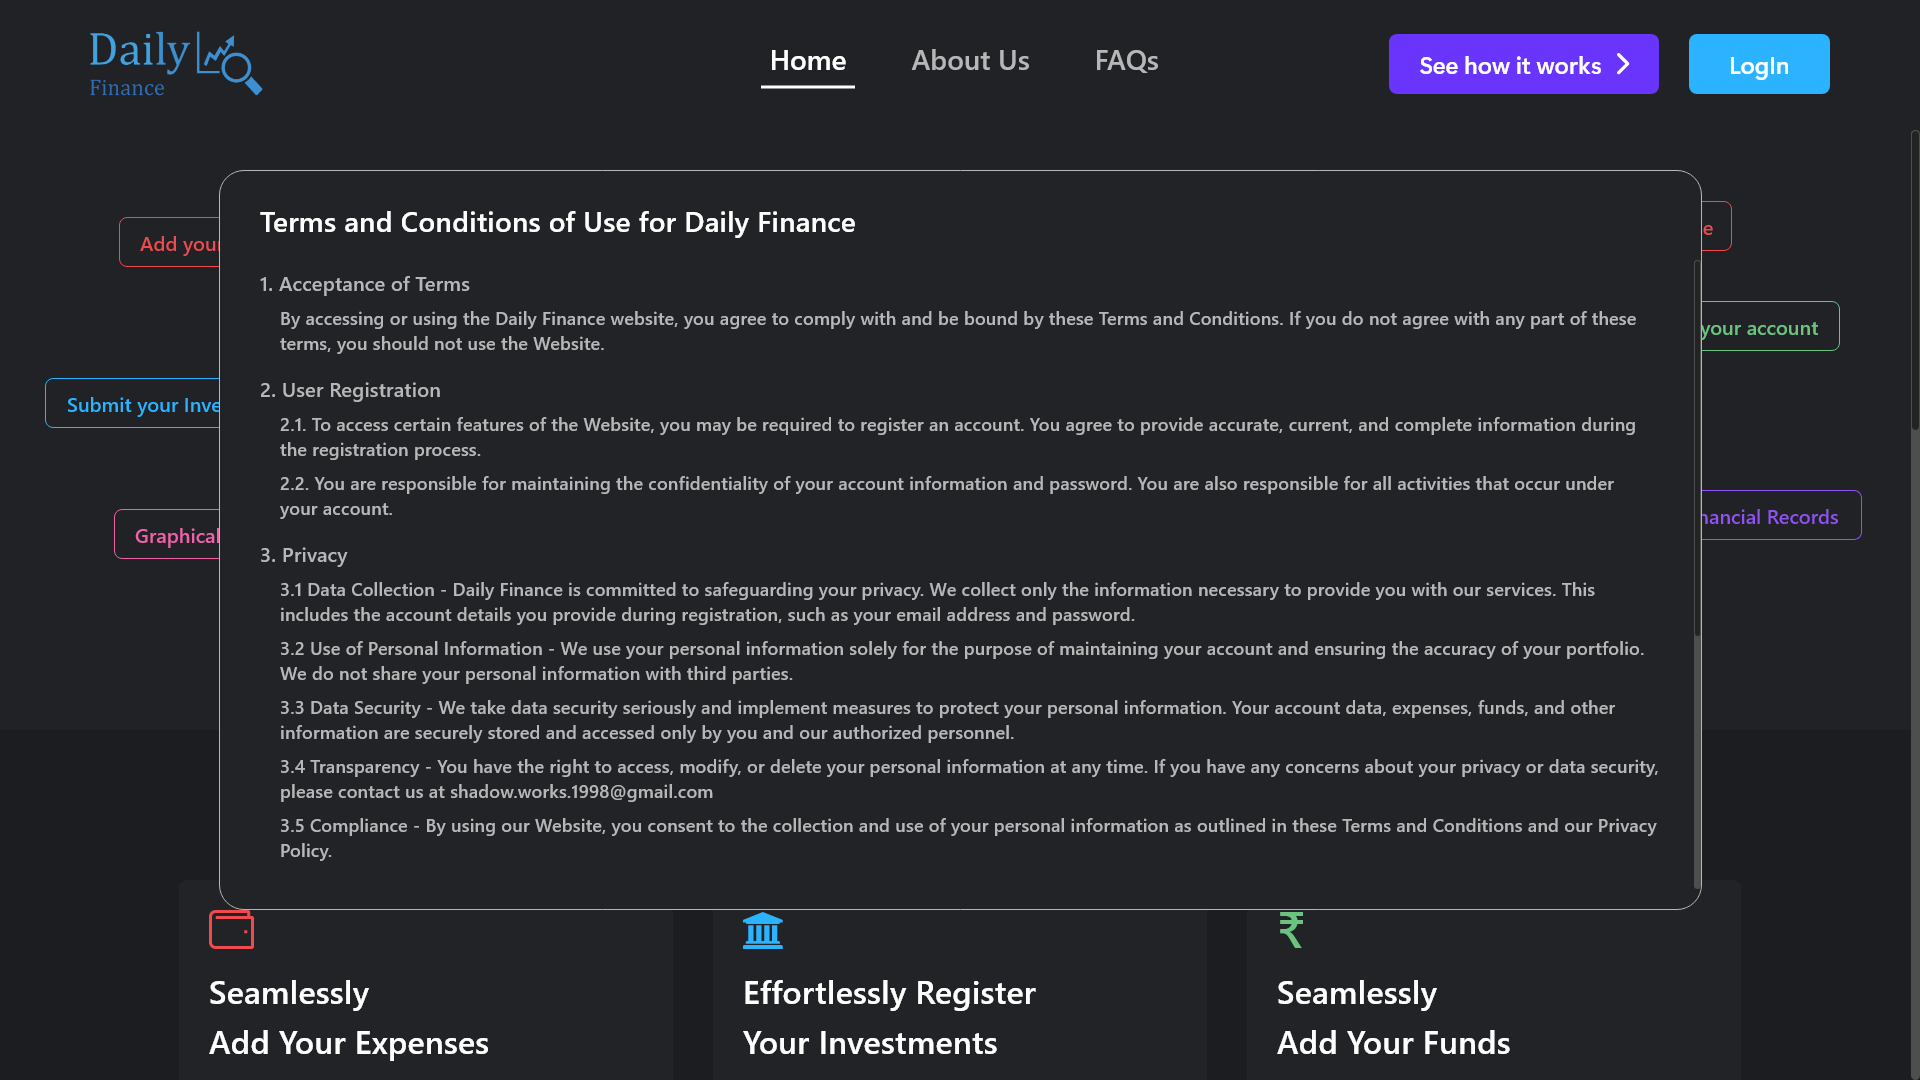 Daily
Finance
Home
About Us
FAQs
See how it works
LogIn
Terms and Conditions of Use for Daily Finance
Add your
1. Acceptance of Terms
By accessing or using the Daily Finance website, you agree to comply with and be bound by these Terms and Conditions. If you do not agree with any part of these
terms, you should not use the Website.
your account
2. User Registration
Submit your
2.1. To access certain features of the Website, you may be required to register an account. You agree to provide accurate, current, and complete information during
the registration process.
2.2. You are responsible for maintaining the confidentiality of your account information and password. You are also responsible for all activities that occur under
your account.
Records
Graphical
3. Privacy
3.1 Data Collection - Daily Finance is committed to safeguarding your privacy. We collect only the information necessary to provide you with our services. This
includes the account details you provide during registration, such as your email address and password.
3.2 Use of Personal Information - We use your personal information solely for the purpose of maintaining your account and ensuring the accuracy of your portfolio.
We do not share your personal information with third parties.
3.3 Data Security - We take data security seriously and implement measures to protect your personal information. Your account data, expenses, funds, and other
information are securely stored and accessed only by you and our authorized personnel.
3.4 Transparency - You have the right to access, modify, or delete your personal information at any time. If you have any concerns about your privacy or data security,
please contact us at shadow.works.1998@gmail.com
3.5 Compliance - By using our Website, you consent to the collection and use of your personal information as outlined in these Terms and Conditions and our Privacy
Policy.
₹
Seamlessly
Add Your Expenses
Effortlessly Register
Your Investments
Seamlessly
Add Your Funds